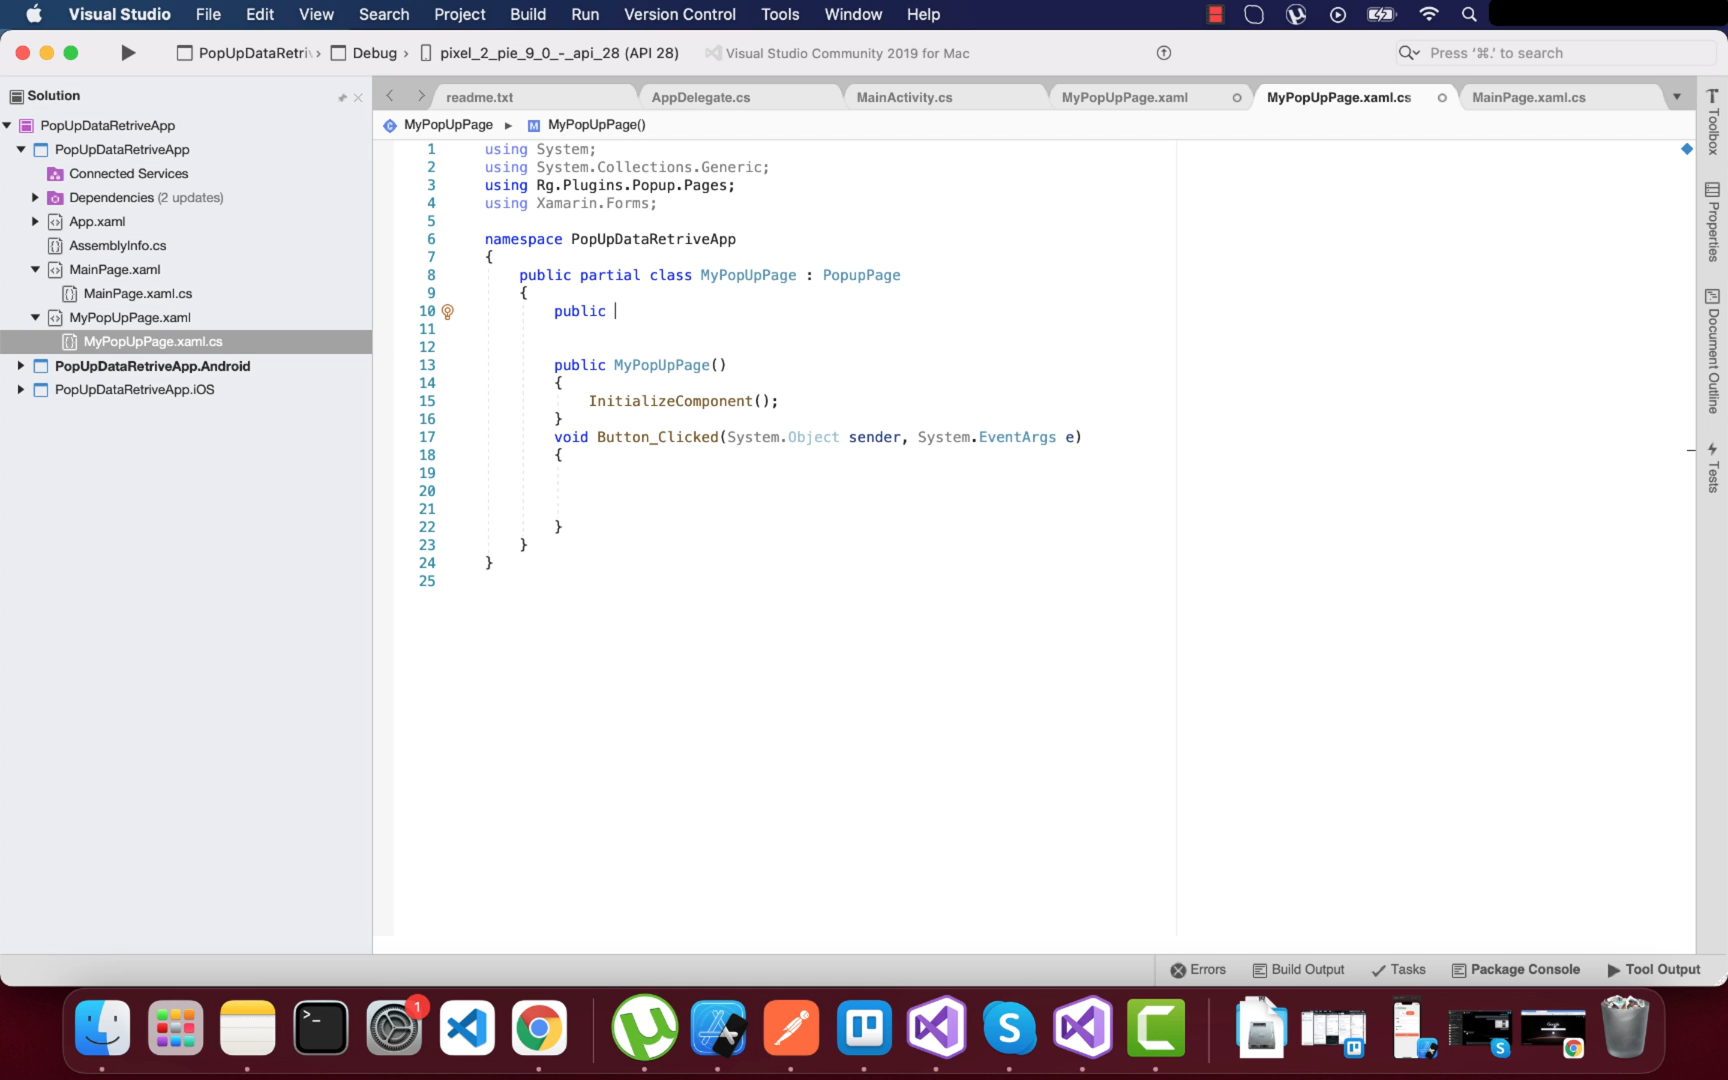 Visual Studio File Edit View Search Project Build Run Version Control Tools Window Help
PopUpDataRetriv › Debug › pixel_2_pie_9_0_-_api_28 (API 28) Visual Studio Community 2019 for Mac Press '⌘.' to search
Solution
readme.txt AppDelegate.cs MainActivity.cs MyPopUpPage.xaml MyPopUpPage.xaml.cs MainPage.xaml.cs
MyPopUpPage ▸ M MyPopUpPage()
PopUpDataRetriveApp
PopUpDataRetriveApp
Connected Services
Dependencies (2 updates)
App.xaml
AssemblyInfo.cs
MainPage.xaml
MainPage.xaml.cs
MyPopUpPage.xaml
MyPopUpPage.xaml.cs
PopUpDataRetriveApp.Android
PopUpDataRetriveApp.iOS
1 using System;
2 using System.Collections.Generic;
3 using Rg.Plugins.Popup.Pages;
4 using Xamarin.Forms;
5
6 namespace PopUpDataRetriveApp
7 {
8 public partial class MyPopUpPage : PopupPage
9 {
10 public
11
12
13 public MyPopUpPage()
14 {
15 InitializeComponent();
16 }
17 void Button_Clicked(System.Object sender, System.EventArgs e)
18 {
19
20
21
22 }
23 }
24 }
25
Toolbox
Properties
Document Outline
Tests
Errors Build Output Tasks Package Console Tool Output
1